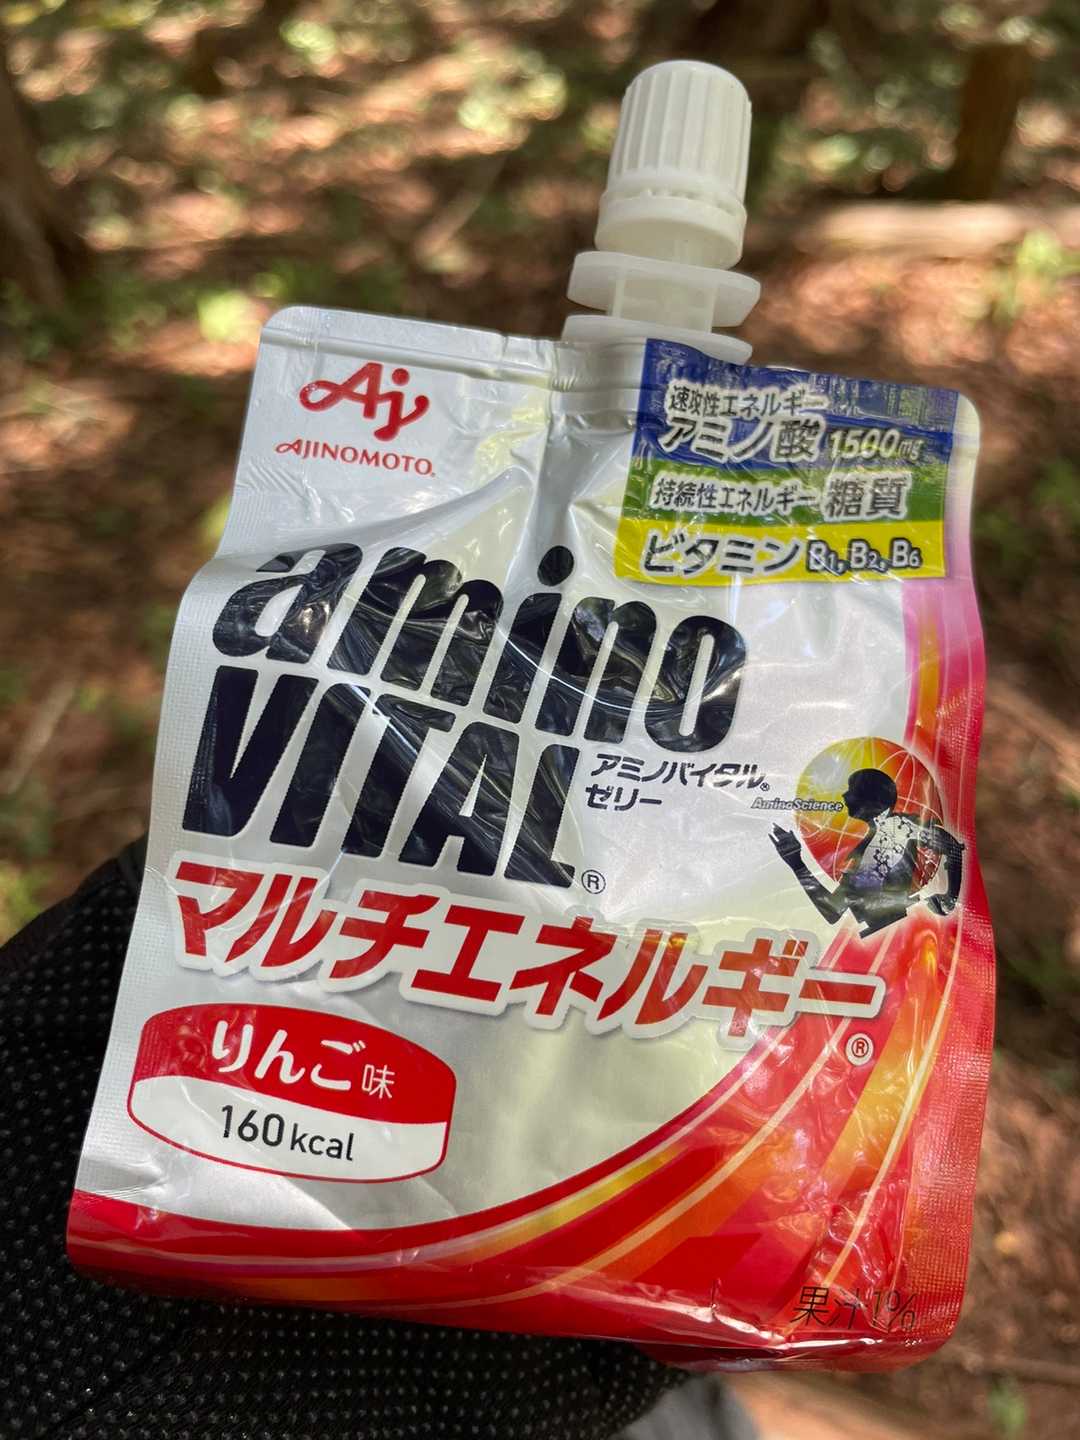 Aj
AJINOMOTO®
速攻性エネルギー
アミノ酸 1500mg
持続性エネルギー 糖質
ビタミン B1, B2, B6
amino
VITAL®
アミノバイタル®
ゼリー
AminoScience
マルチエネルギー®
りんご味
160kcal
果汁1%